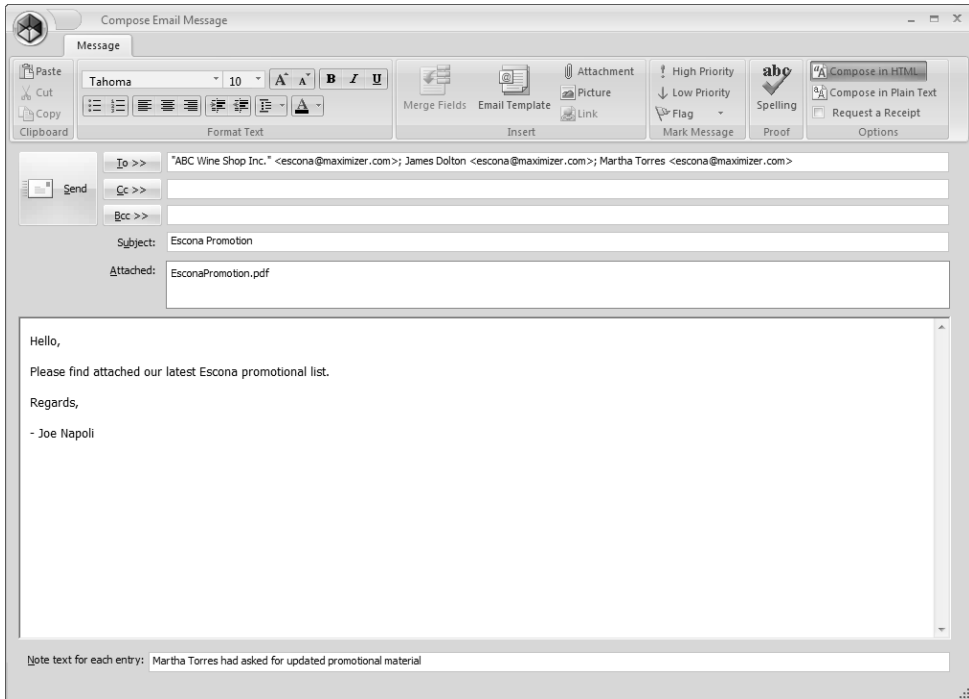 Compose Email Message
Message
Paste
Cut
Copy
Clipboard
Tahoma 10 A A B I U
A
Format Text
Merge Fields
Email Template
Attachment
Picture
Link
Insert
High Priority
Low Priority
Flag
Mark Message
abc
Spelling
Proof
Compose in HTML
Compose in Plain Text
Request a Receipt
Options
Send
To >> "ABC Wine Shop Inc." <escona@maximizer.com>; James Dolton <escona@maximizer.com>; Martha Torres <escona@maximizer.com>
Cc >>
Bcc >>
Subject: Escona Promotion
Attached: EsconaPromotion.pdf
Hello,
Please find attached our latest Escona promotional list.
Regards,
- Joe Napoli
Note text for each entry: Martha Torres had asked for updated promotional material